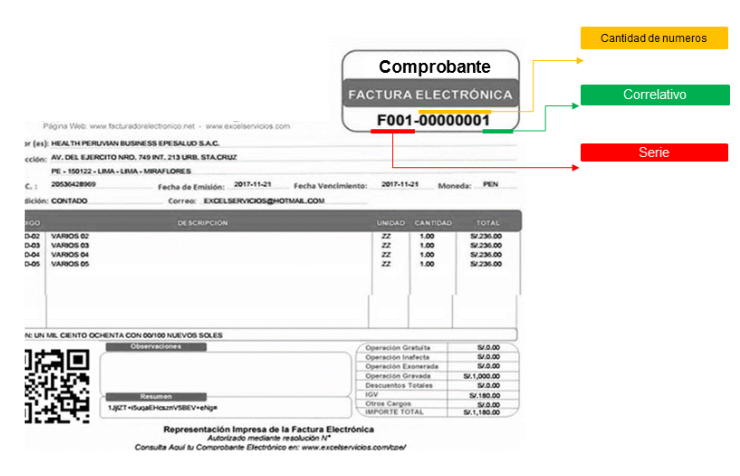 Cantidad de numeros
Comprobante
FACTURA ELECTRÓNICA
Correlativo
F001-00000001
Página Web: www.facturadorelectronico.net - www.excelservicios.com
Serie
or (es): HEALTH PERUVIAN BUSINESS EPESALUD S.A.C.
cción: AV. DEL EJERCITO NRO. 749 INT. 213 URB. STA.CRUZ
PE - 150122 - LIMA - LIMA - MIRAFLORES
C. : 20536428969 Fecha de Emisión: 2017-11-21 Fecha Vencimiento: 2017-11-21 Moneda: PEN
dición: CONTADO Correo: EXCELSERVICIOS@HOTMAIL.COM
IGO DESCRIPCIÓN UNIDAD CANTIDAD TOTAL
D-02 VARIOS 02 ZZ 1.00 S/.236.00
D-03 VARIOS 03 ZZ 1.00 S/.236.00
D-04 VARIOS 04 ZZ 1.00 S/.236.00
D-05 VARIOS 05 ZZ 1.00 S/.236.00
N: UN MIL CIENTO OCHENTA CON 00/100 NUEVOS SOLES
Observaciones
Operación Gratuita S/.0.00
Operación Inafecta S/.0.00
Operación Exonerada S/.0.00
Operación Gravada S/.1,000.00
Descuentos Totales S/.0.00
IGV S/.180.00
Otros Cargos S/.0.00
IMPORTE TOTAL S/.1,180.00
Resumen
Representación Impresa de la Factura Electrónica
Autorizado mediante resolución N°
Consulta Aquí tu Comprobante Electrónico en: www.excelservicios.com/cpe/